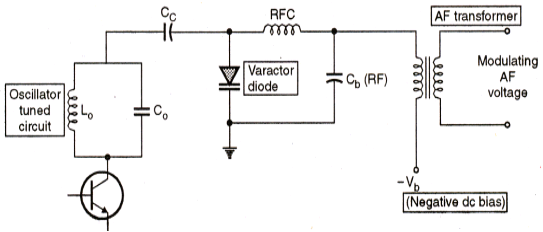 C_C
RFC
AF transformer
Varactor
diode
C_b (RF)
Modulating
AF
voltage
Oscillator
tuned
circuit
L_o
C_o
–V_b
(Negative dc bias)